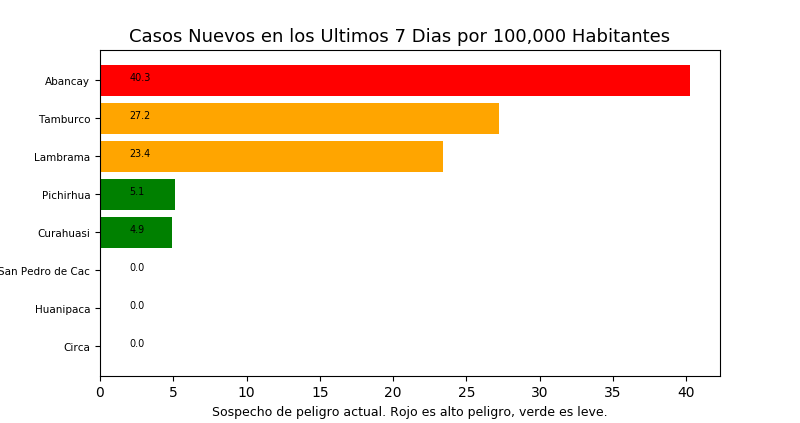 Casos Nuevos en los Ultimos 7 Dias por 100,000 Habitantes
Abancay 40.3
Tamburco 27.2
Lambrama 23.4
Pichirhua 5.1
Curahuasi 4.9
San Pedro de Cac 0.0
Huanipaca 0.0
Circa 0.0
0 5 10 15 20 25 30 35 40
Sospecho de peligro actual. Rojo es alto peligro, verde es leve.